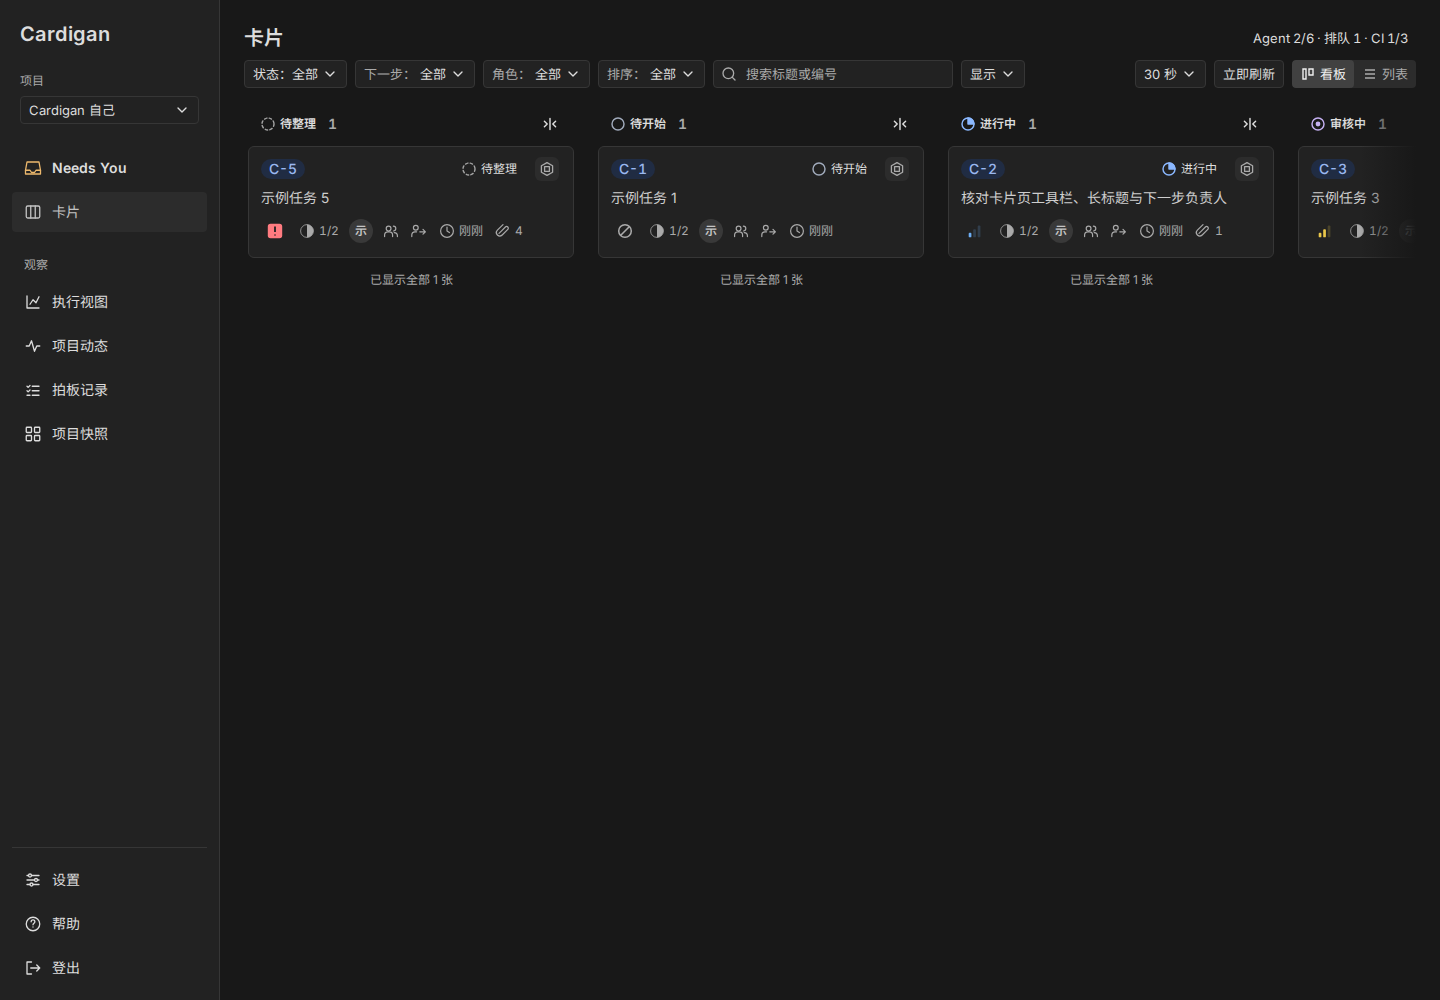 Cardigan
项目
Cardigan 自己
Needs You
卡片
观察
执行视图
项目动态
拍板记录
项目快照
设置
帮助
登出
卡片
Agent 2/6 · 排队 1 · CI 1/3
状态：全部
下一步： 全部
角色： 全部
排序： 全部
搜索标题或编号
显示
30 秒
立即刷新
看板
列表
待整理 1
C-5
待整理
示例任务 5
1/2 示 刚刚 4
已显示全部 1 张
待开始 1
C-1
待开始
示例任务 1
1/2 示 刚刚
已显示全部 1 张
进行中 1
C-2
进行中
核对卡片页工具栏、长标题与下一步负责人
1/2 示 刚刚 1
已显示全部 1 张
审核中 1
C-3
示例任务 3
1/2